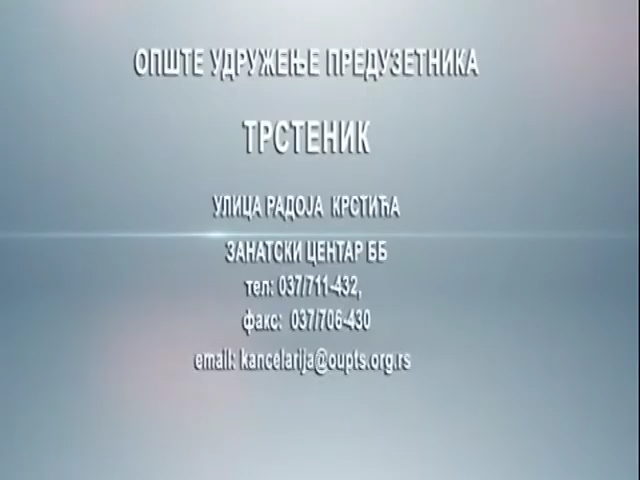 ОПШТЕ УДРУЖЕЊЕ ПРЕДУЗЕТНИКА
ТРСТЕНИК
УЛИЦА РАДОЈА КРСТИЋА
ЗАНАТСКИ ЦЕНТАР ББ
тел: 037/711-432,
факс: 037/706-430
email: kancelarija@oupts.org.rs